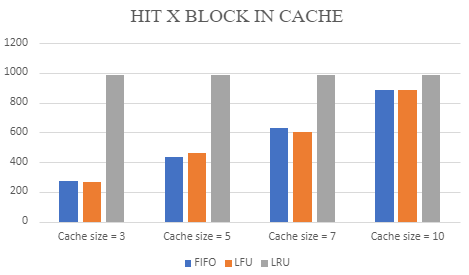 HIT X BLOCK IN CACHE
1200
1000
800
600
400
200
0
Cache size = 3 Cache size = 5 Cache size = 7 Cache size = 10
FIFO LFU LRU